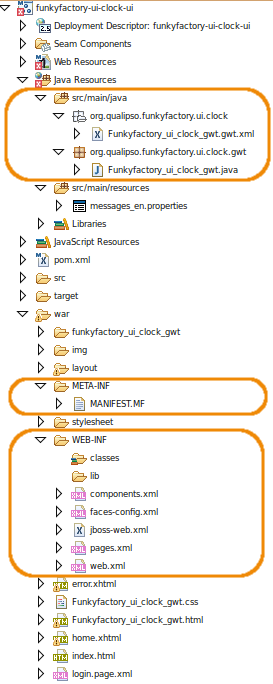 funkyfactory-ui-clock-ui
Deployment Descriptor: funkyfactory-ui-clock-ui
Seam Components
Web Resources
Java Resources
src/main/java
org.qualipso.funkyfactory.ui.clock
Funkyfactory_ui_clock_gwt.gwt.xml
org.qualipso.funkyfactory.ui.clock.gwt
Funkyfactory_ui_clock_gwt.java
src/main/resources
messages_en.properties
Libraries
JavaScript Resources
pom.xml
src
target
war
funkyfactory_ui_clock_gwt
img
layout
META-INF
MANIFEST.MF
stylesheet
WEB-INF
classes
lib
components.xml
faces-config.xml
jboss-web.xml
pages.xml
web.xml
error.xhtml
Funkyfactory_ui_clock_gwt.css
Funkyfactory_ui_clock_gwt.html
home.xhtml
index.html
login.page.xml